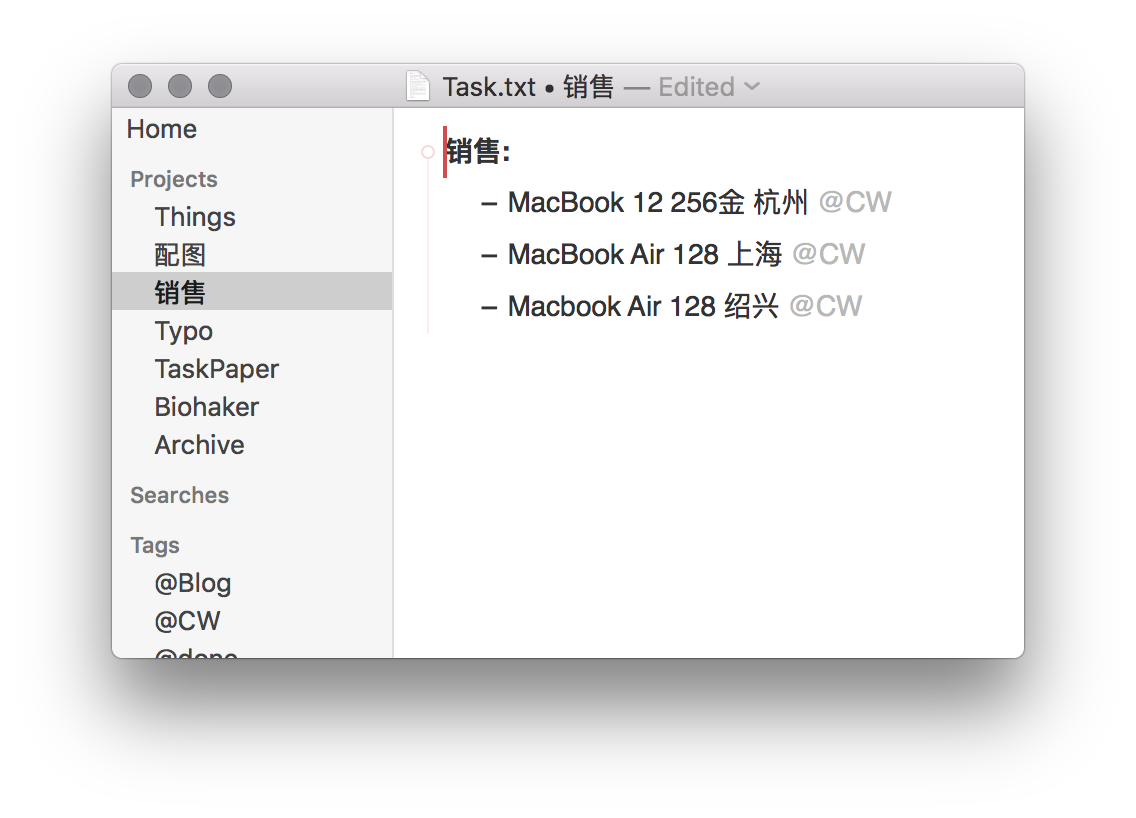 Task.txt • 销售 — Edited
Home
Projects
Things
配图
销售
Typo
TaskPaper
Biohaker
Archive
Searches
Tags
@Blog
@CW
@done
销售:
– MacBook 12 256金 杭州 @CW
– MacBook Air 128 上海 @CW
– Macbook Air 128 绍兴 @CW